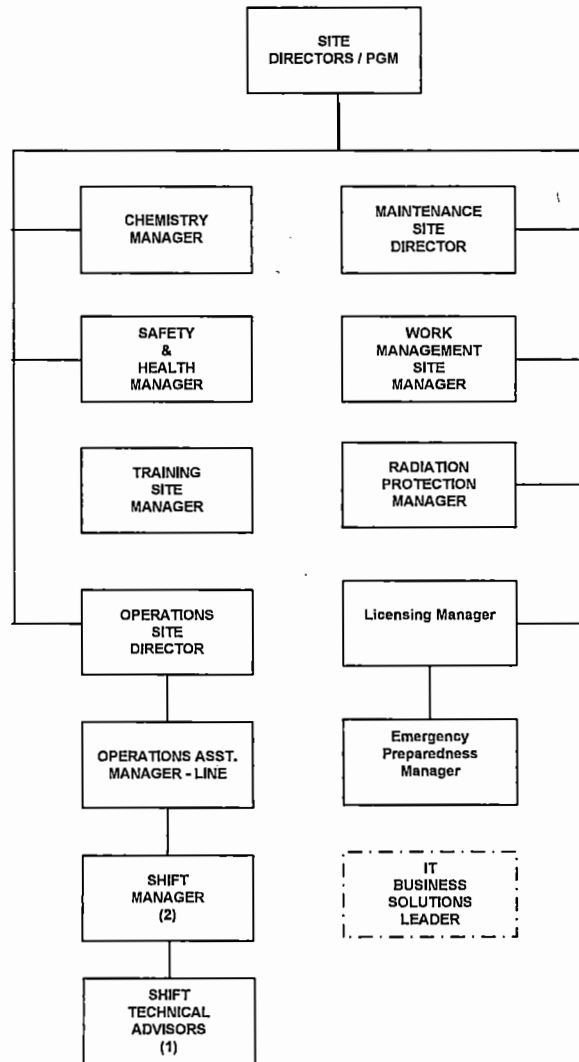 SITE
DIRECTORS / PGM
CHEMISTRY
MANAGER
MAINTENANCE
SITE
DIRECTOR
SAFETY
&
HEALTH
MANAGER
WORK
MANAGEMENT
SITE
MANAGER
TRAINING
SITE
MANAGER
RADIATION
PROTECTION
MANAGER
OPERATIONS
SITE
DIRECTOR
Licensing Manager
OPERATIONS ASST.
MANAGER - LINE
Emergency
Preparedness
Manager
SHIFT
MANAGER
(2)
IT
BUSINESS
SOLUTIONS
LEADER
SHIFT
TECHNICAL
ADVISORS
(1)